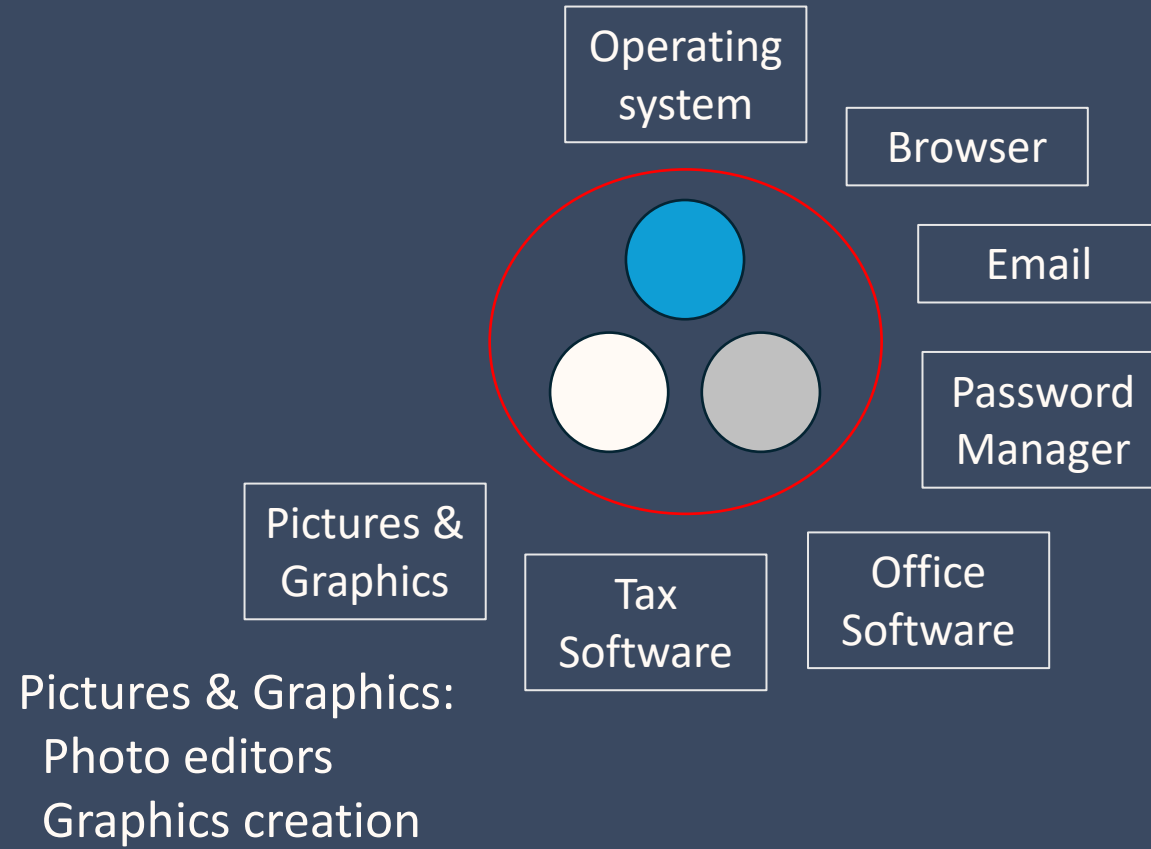 Operating
system
Browser
Email
Password
Manager
Office
Software
Tax
Software
Pictures &
Graphics
Pictures & Graphics:
Photo editors
Graphics creation